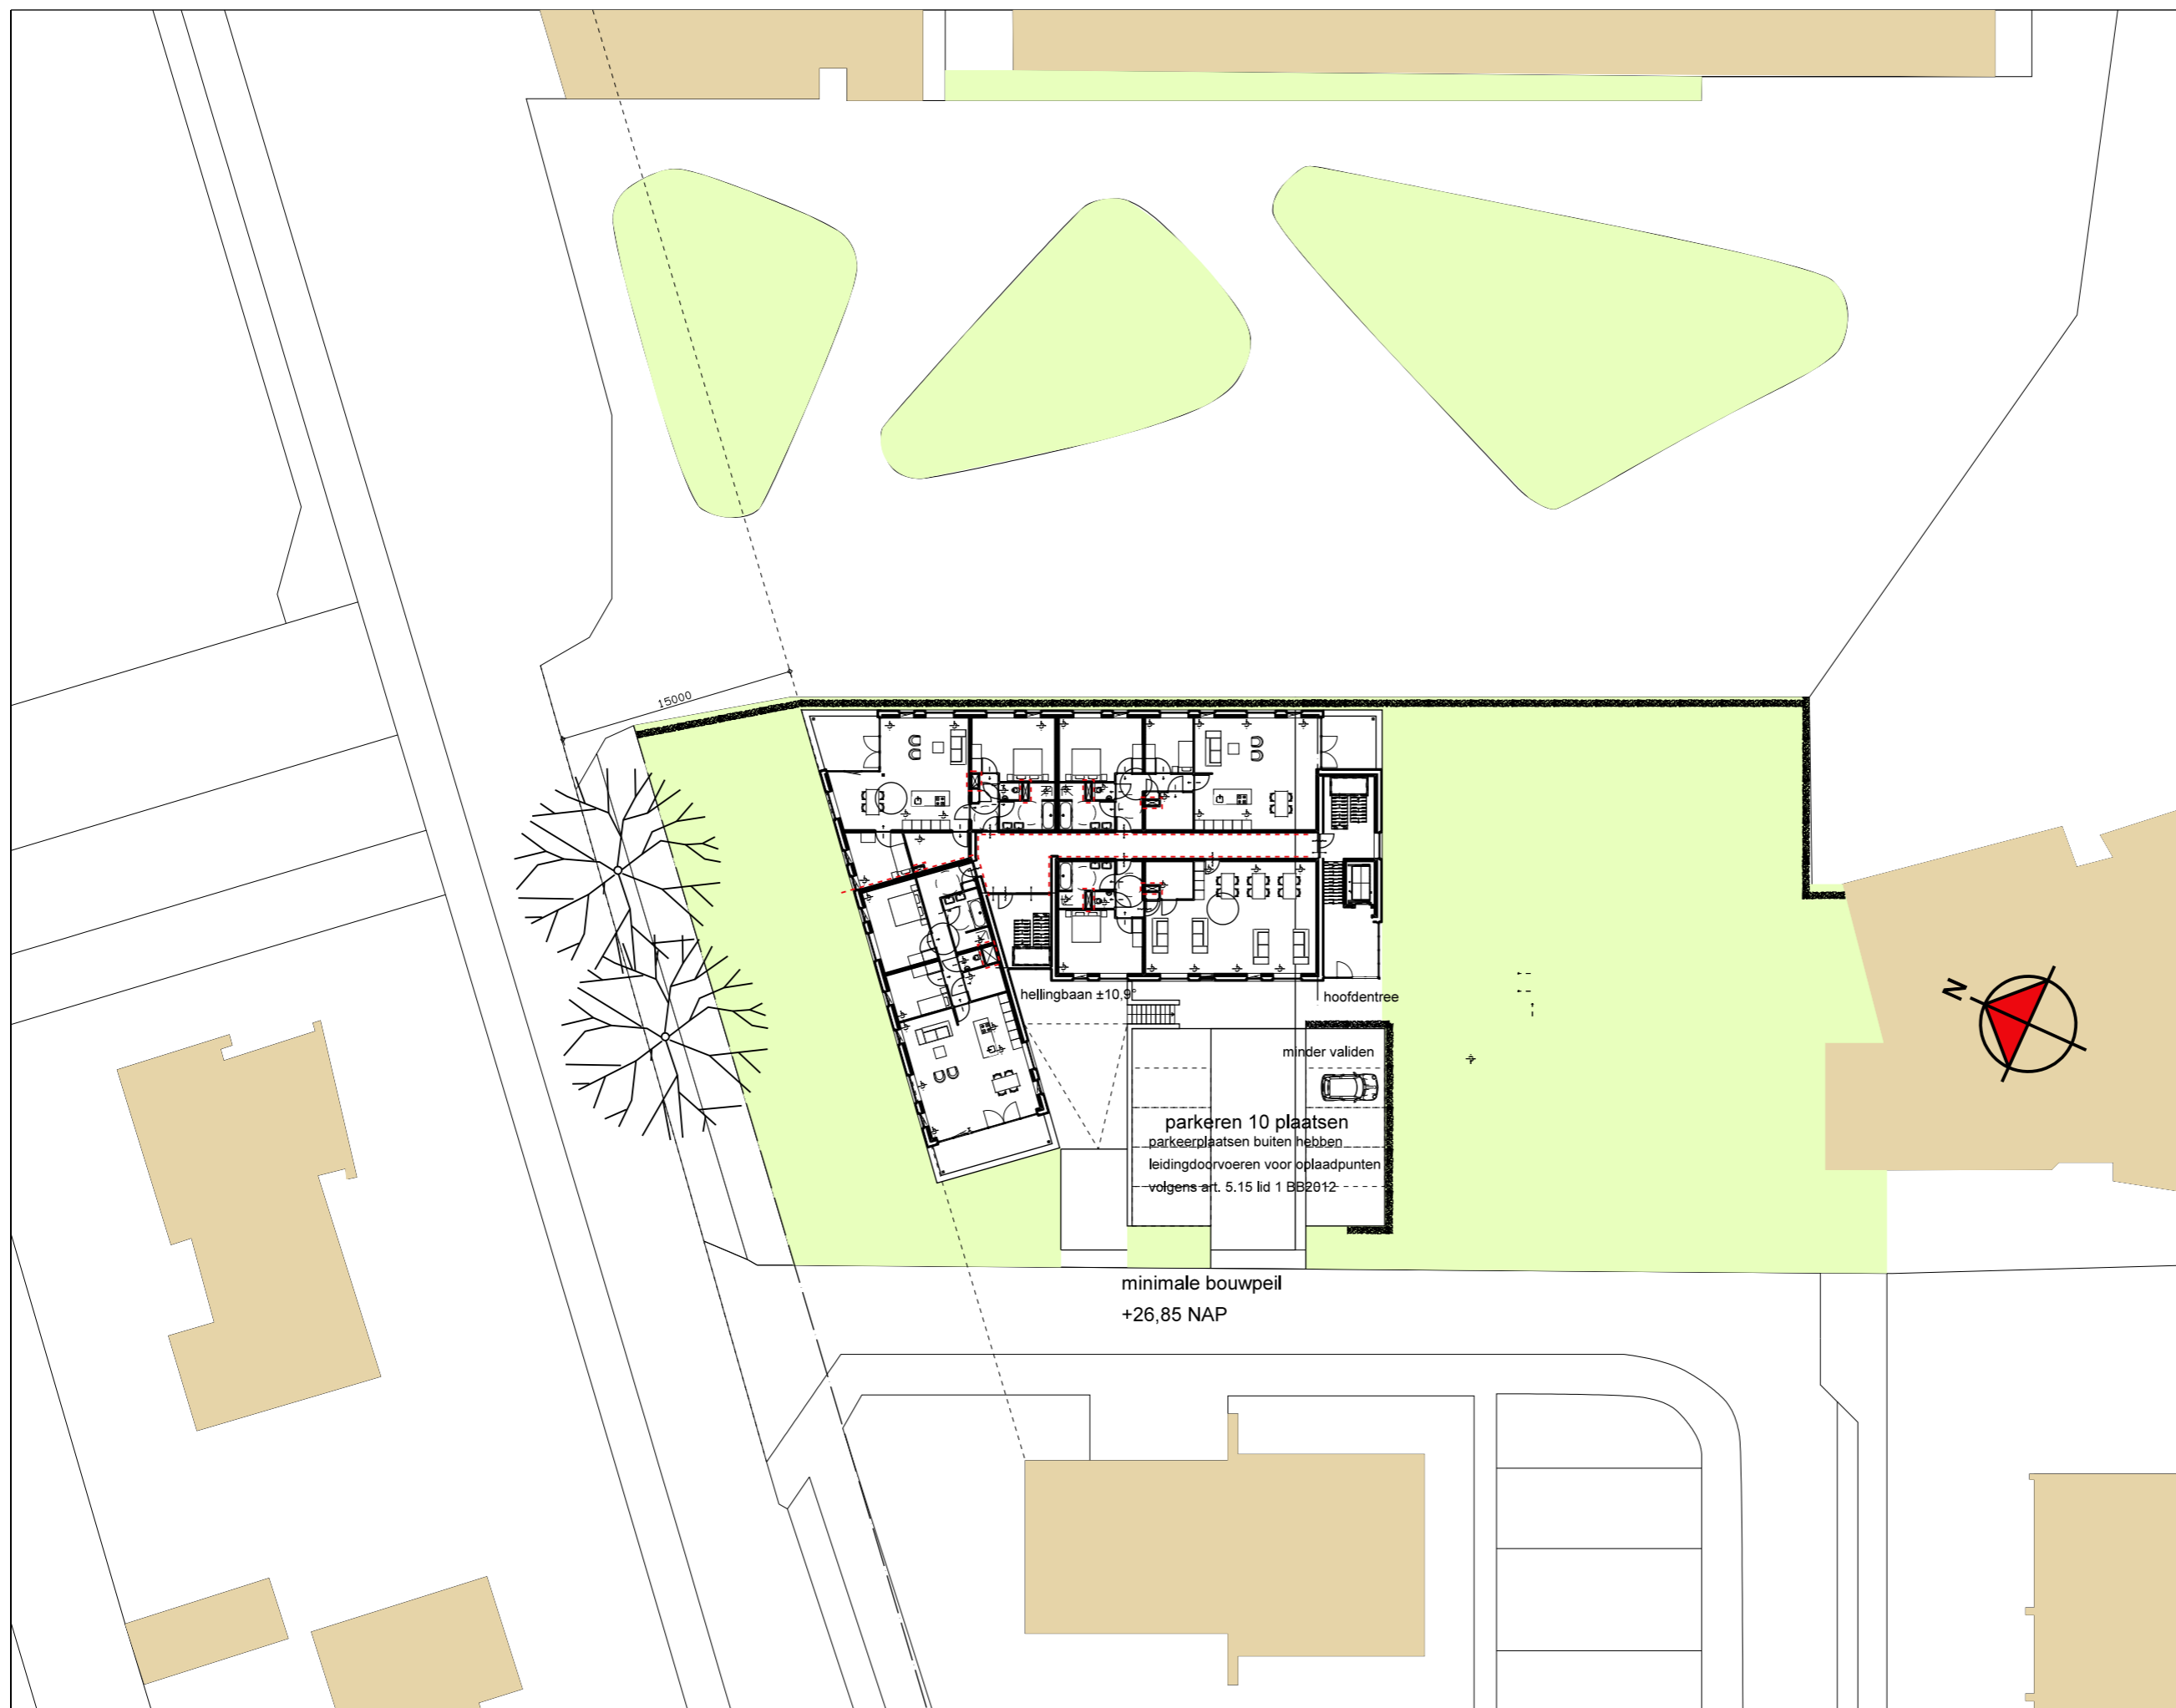 15000
hellingbaan ±10,9°
hoofdentree
N
minder validen
parkeren 10 plaatsen
parkeerplaatsen buiten hebben
leidingdoorvoeren voor oplaadpunten
volgens art. 5.15 lid 1 BB2012
minimale bouwpeil
+26,85 NAP